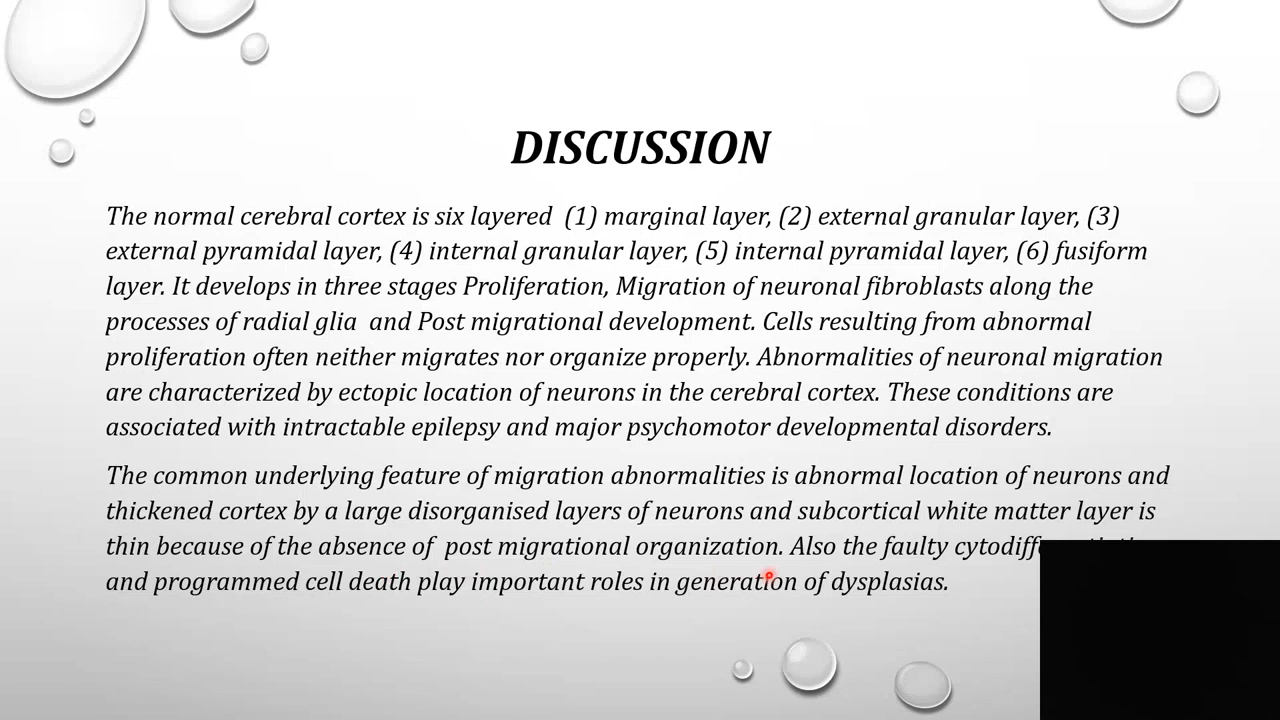 DISCUSSION
The normal cerebral cortex is six layered (1) marginal layer, (2) external granular layer, (3)
external pyramidal layer, (4) internal granular layer, (5) internal pyramidal layer, (6) fusiform
layer. It develops in three stages Proliferation, Migration of neuronal fibroblasts along the
processes of radial glia and Post migrational development. Cells resulting from abnormal
proliferation often neither migrates nor organize properly. Abnormalities of neuronal migration
are characterized by ectopic location of neurons in the cerebral cortex. These conditions are
associated with intractable epilepsy and major psychomotor developmental disorders.
The common underlying feature of migration abnormalities is abnormal location of neurons and
thickened cortex by a large disorganised layers of neurons and subcortical white matter layer is
thin because of the absence of post migrational organization. Also the faulty
and programmed cell death play important roles in generation of dysplasias.